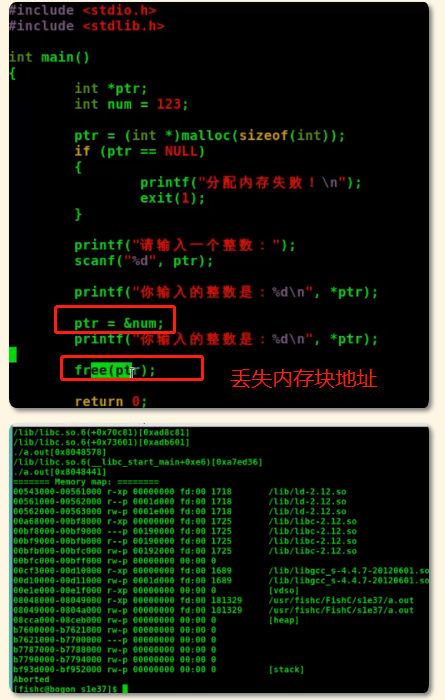 #include <stdio.h>
#include <stdlib.h>
int main()
{
int *ptr;
int num = 123;
ptr = (int *)malloc(sizeof(int));
if (ptr == NULL)
{
printf("分配内存失败！\n");
exit(1);
}
printf("请输入一个整数：");
scanf("%d", ptr);
printf("你输入的整数是：%d\n", *ptr);
ptr = &num;
printf("你输入的整数是：%d\n", *ptr);
free(ptr);
丢失内存块地址
return 0;
/lib/libc.so.6(+0x70c81)[0xad8c81]
/lib/libc.so.6(+0x73601)[0xadb601]
./a.out[0x8048570]
/lib/libc.so.6(__libc_start_main+0xe6)[0xa7ed36]
./a.out[0x8048441]
======= Memory map: ========
00543000-00561000 r-xp 00000000 fd:00 1718 /lib/ld-2.12.so
00561000-00562000 r--p 0001d000 fd:00 1718 /lib/ld-2.12.so
00562000-00563000 rw-p 0001e000 fd:00 1718 /lib/ld-2.12.so
00a68000-00bf8000 r-xp 00000000 fd:00 1725 /lib/libc-2.12.so
00bf8000-00bf9000 ---p 00190000 fd:00 1725 /lib/libc-2.12.so
00bf9000-00bfb000 r--p 00190000 fd:00 1725 /lib/libc-2.12.so
00bfb000-00bfc000 rw-p 00192000 fd:00 1725 /lib/libc-2.12.so
00bfc000-00bff000 rw-p 00000000 00:00 0
00cf3000-00d10000 r-xp 00000000 fd:00 1689 /lib/libgcc_s-4.4.7-20120601.so
00d10000-00d11000 rw-p 0001d000 fd:00 1689 /lib/libgcc_s-4.4.7-20120601.so
00e1e000-00e1f000 r-xp 00000000 00:00 0 [vdso]
08048000-08049000 r-xp 00000000 fd:00 181329 /usr/fishc/FishC/s1e37/a.out
08049000-0804a000 rw-p 00000000 fd:00 181329 /usr/fishc/FishC/s1e37/a.out
08cca000-08ceb000 rw-p 00000000 00:00 0 [heap]
b7600000-b7621000 rw-p 00000000 00:00 0
b7621000-b7700000 ---p 00000000 00:00 0
b7787000-b7788000 rw-p 00000000 00:00 0
b7790000-b7794000 rw-p 00000000 00:00 0
bf93d000-bf952000 rw-p 00000000 00:00 0 [stack]
Aborted
[fishc@bogon s1e37]$